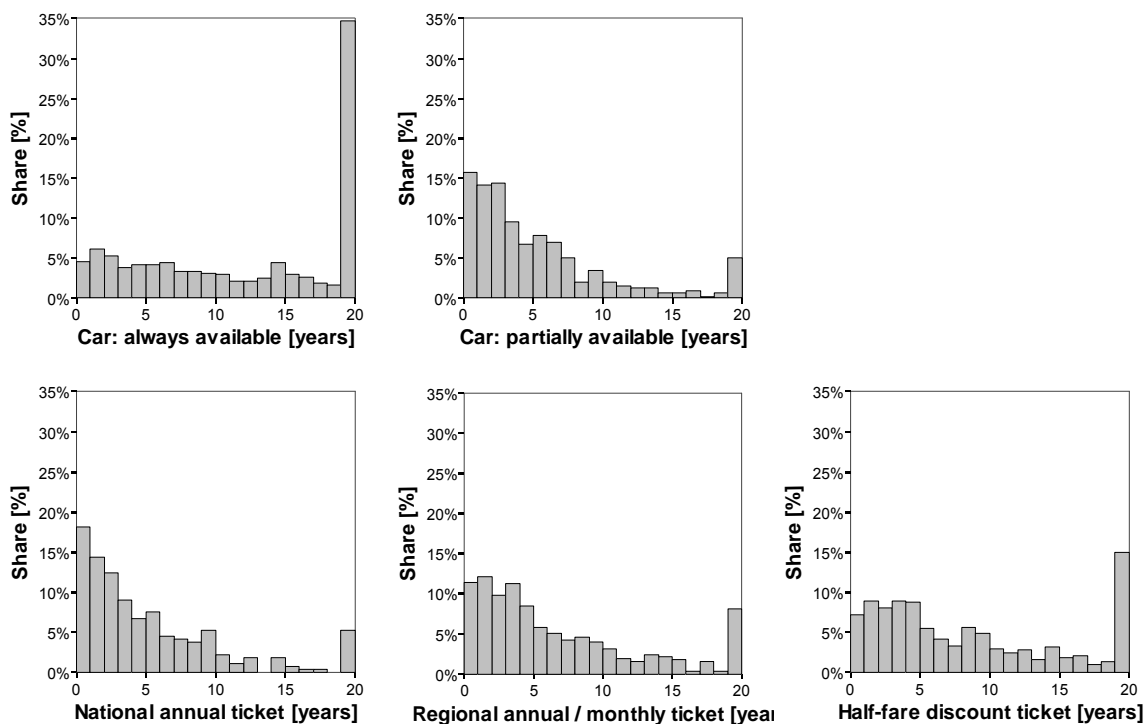 35%
30%
25%
20%
15%
10%
5%
0%
Share [%]
0 5 10 15 20
Car: always available [years]
35%
30%
25%
20%
15%
10%
5%
0%
Share [%]
0 5 10 15 20
Car: partially available [years]
35%
30%
25%
20%
15%
10%
5%
0%
Share [%]
0 5 10 15 20
National annual ticket [years]
35%
30%
25%
20%
15%
10%
5%
0%
Share [%]
0 5 10 15 20
Regional annual / monthly ticket [year
35%
30%
25%
20%
15%
10%
5%
0%
Share [%]
0 5 10 15 20
Half-fare discount ticket [years]